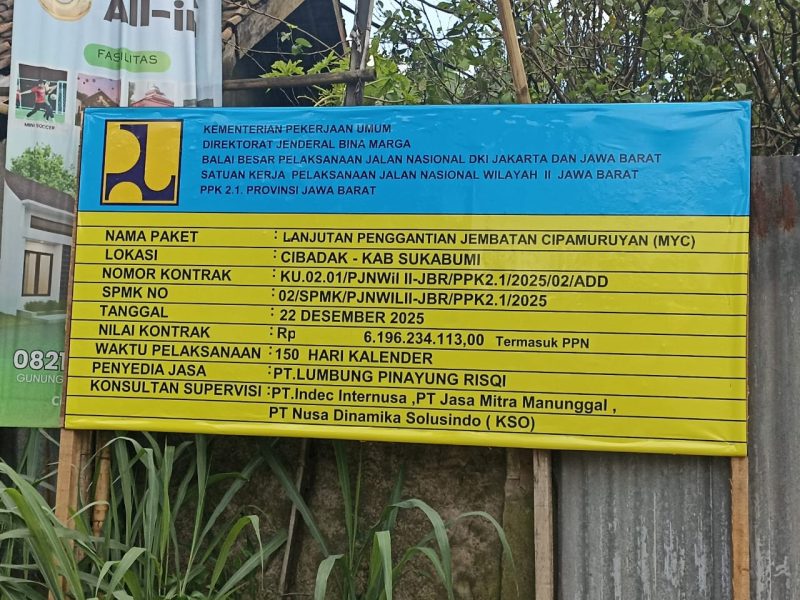 All-in
FASILITAS
MINI SOCCER
KEMENTERIAN PEKERJAAN UMUM
DIREKTORAT JENDERAL BINA MARGA
BALAI BESAR PELAKSANAAN JALAN NASIONAL DKI JAKARTA DAN JAWA BARAT
SATUAN KERJA PELAKSANAAN JALAN NASIONAL WILAYAH II JAWA BARAT
PPK 2.1. PROVINSI JAWA BARAT
NAMA PAKET : LANJUTAN PENGGANTIAN JEMBATAN CIPAMURUYAN (MYC)
LOKASI : CIBADAK - KAB SUKABUMI
NOMOR KONTRAK : KU.02.01/PJNWil II-JBR/PPK2.1/2025/02/ADD
SPMK NO : 02/SPMK/PJNWILII-JBR/PPK2.1/2025
TANGGAL : 22 DESEMBER 2025
NILAI KONTRAK : Rp 6.196.234.113,00 Termasuk PPN
WAKTU PELAKSANAAN : 150 HARI KALENDER
PENYEDIA JASA : PT.LUMBUNG PINAYUNG RISQI
KONSULTAN SUPERVISI : PT.Indec Internusa ,PT Jasa Mitra Manunggal ,
PT Nusa Dinamika Solusindo ( KSO)
0821
GUNUNG